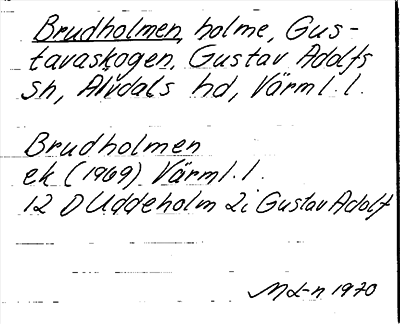 Brudholmen, holme, Gus-
tavaskogen, Gustav Adolfs
sn, Älvdals hd, Värml. l.
Brudholmen
ek (1969) Värml. l.
12 D Uddeholm 2i Gustav Adolf
1970